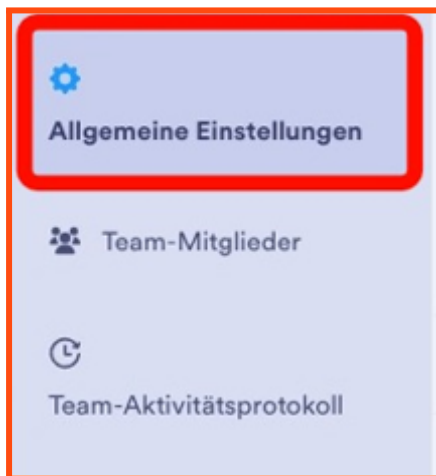 Allgemeine Einstellungen
Team-Mitglieder
Team-Aktivitätsprotokoll